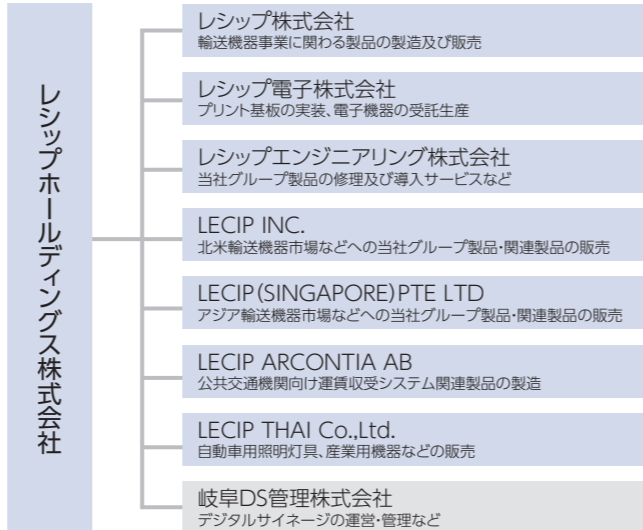 レシップホールディングス株式会社
レシップ株式会社
輸送機器事業に関わる製品の製造及び販売
レシップ電子株式会社
プリント基板の実装、電子機器の受託生産
レシップエンジニアリング株式会社
当社グループ製品の修理及び導入サービスなど
LECIP INC.
北米輸送機器市場などへの当社グループ製品・関連製品の販売
LECIP(SINGAPORE)PTE LTD
アジア輸送機器市場などへの当社グループ製品・関連製品の販売
LECIP ARCONTIA AB
公共交通機関向け運賃収受システム関連製品の製造
LECIP THAI Co.,Ltd.
自動車用照明灯具、産業用機器などの販売
岐阜DS管理株式会社
デジタルサイネージの運営・管理など